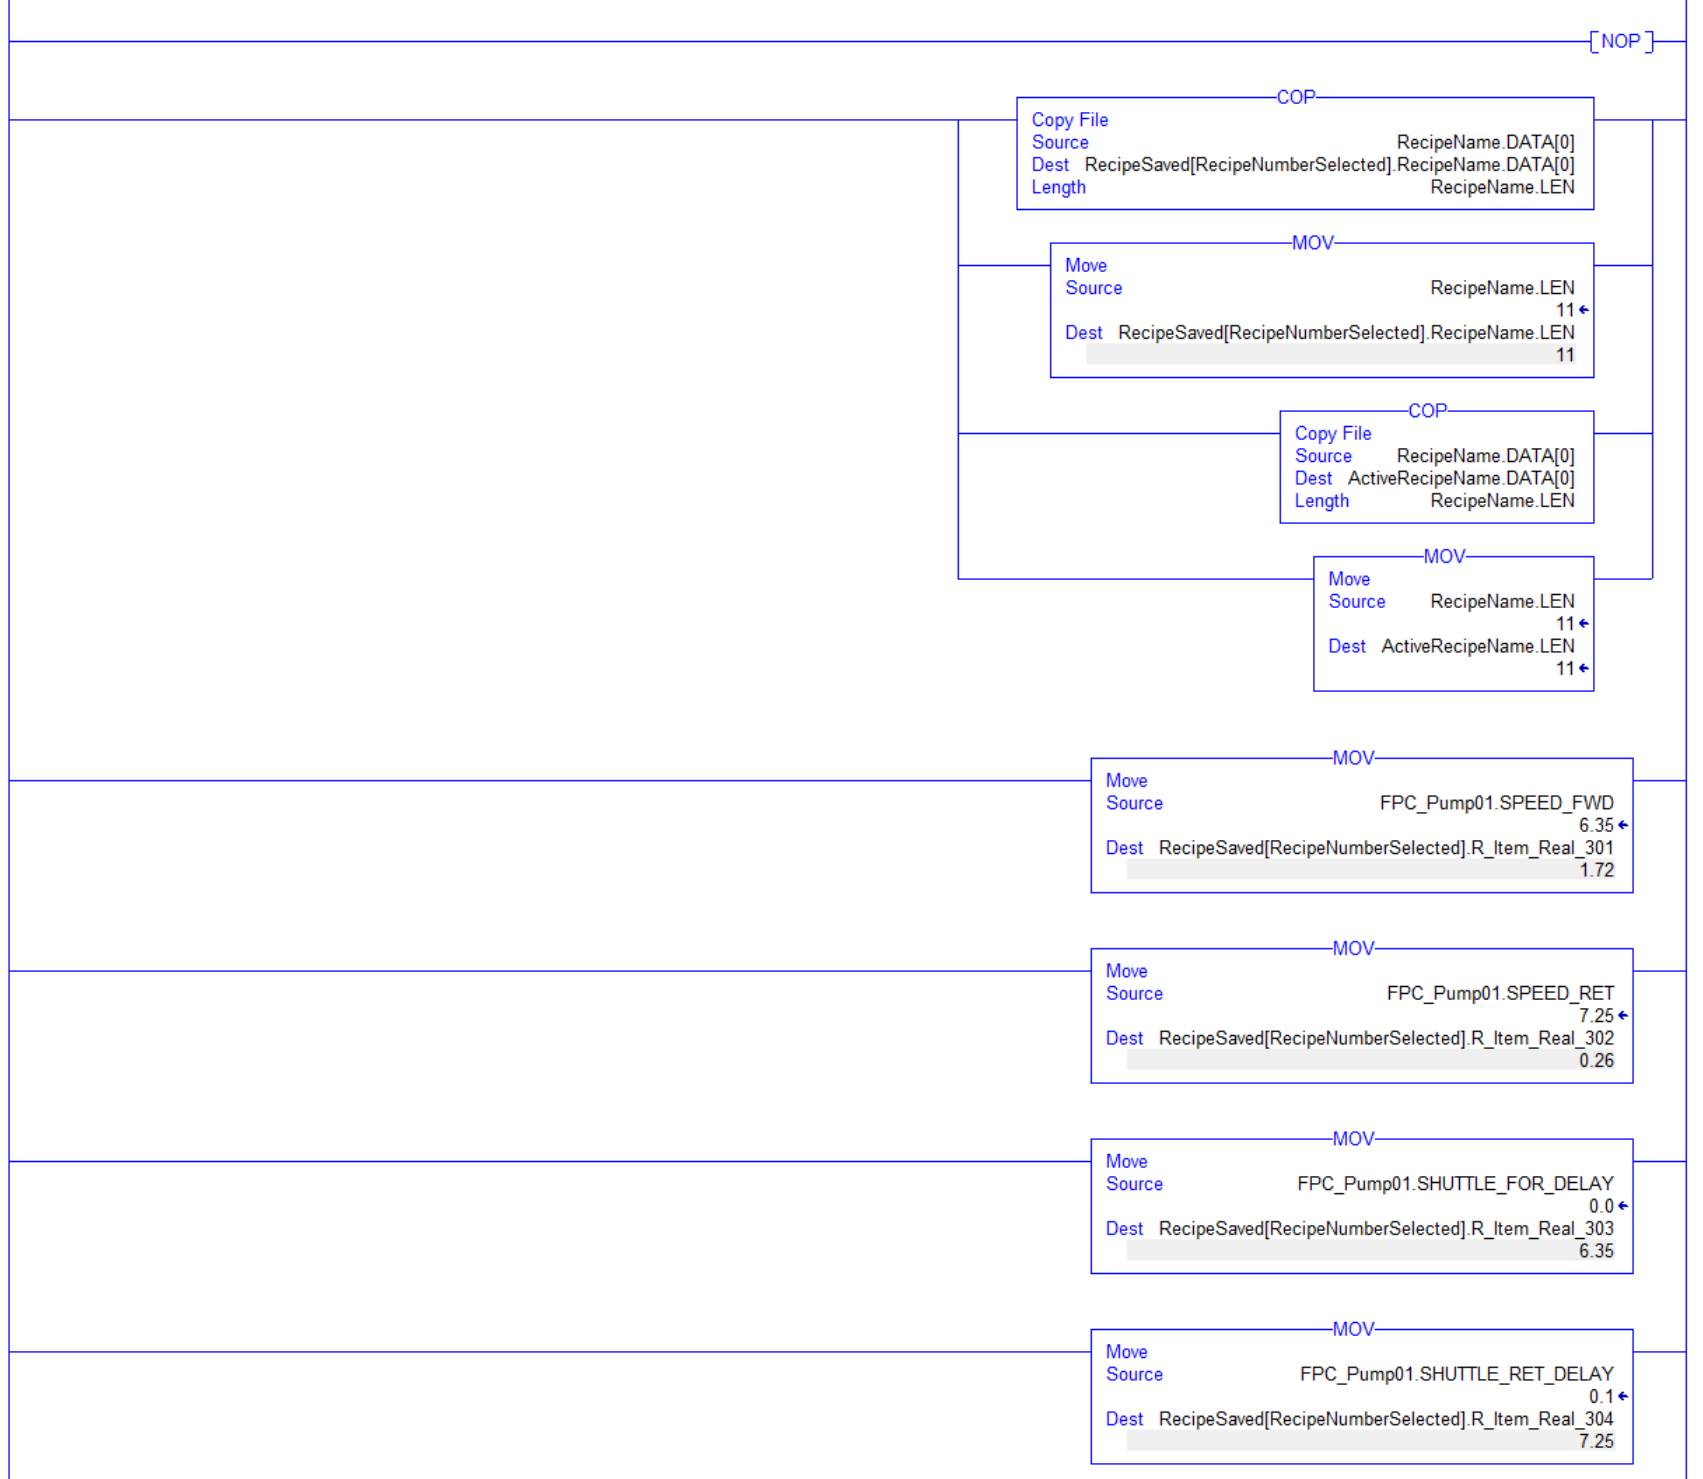 NOP
COP
Copy File
Source RecipeName.DATA[0]
Dest RecipeSaved[RecipeNumberSelected].RecipeName.DATA[0]
Length RecipeName.LEN
MOV
Move
Source RecipeName.LEN
11
Dest RecipeSaved[RecipeNumberSelected].RecipeName.LEN
11
COP
Copy File
Source RecipeName.DATA[0]
Dest ActiveRecipeName.DATA[0]
Length RecipeName.LEN
MOV
Move
Source RecipeName.LEN
11
Dest ActiveRecipeName.LEN
11
MOV
Move
Source FPC_Pump01.SPEED_FWD
6.35
Dest RecipeSaved[RecipeNumberSelected].R_Item_Real_301
1.72
MOV
Move
Source FPC_Pump01.SPEED_RET
7.25
Dest RecipeSaved[RecipeNumberSelected].R_Item_Real_302
0.26
MOV
Move
Source FPC_Pump01.SHUTTLE_FOR_DELAY
0.0
Dest RecipeSaved[RecipeNumberSelected].R_Item_Real_303
6.35
MOV
Move
Source FPC_Pump01.SHUTTLE_RET_DELAY
0.1
Dest RecipeSaved[RecipeNumberSelected].R_Item_Real_304
7.25